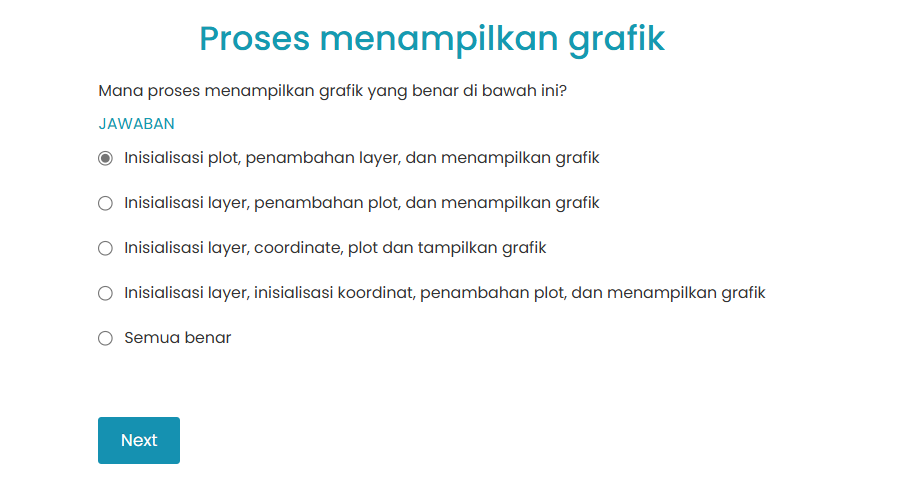 Proses menampilkan grafik
Mana proses menampilkan grafik yang benar di bawah ini?
JAWABAN
Inisialisasi plot, penambahan layer, dan menampilkan grafik
Inisialisasi layer, penambahan plot, dan menampilkan grafik
Inisialisasi layer, coordinate, plot dan tampilkan grafik
Inisialisasi layer, inisialisasi koordinat, penambahan plot, dan menampilkan grafik
Semua benar
Next